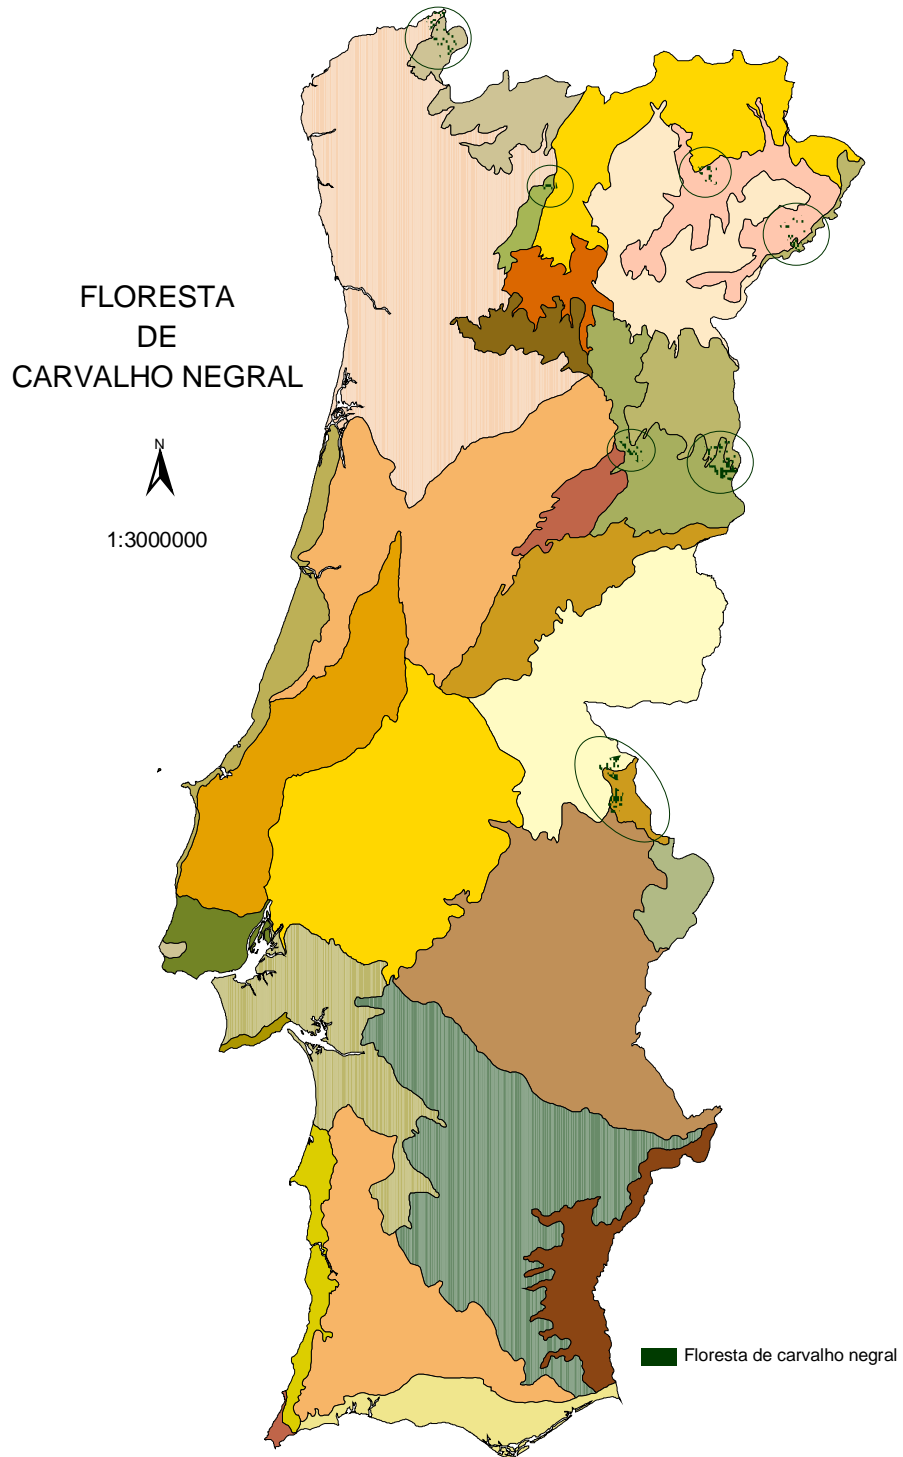 FLORESTA
DE
CARVALHO NEGRAL
N
1:3000000
Floresta de carvalho negral